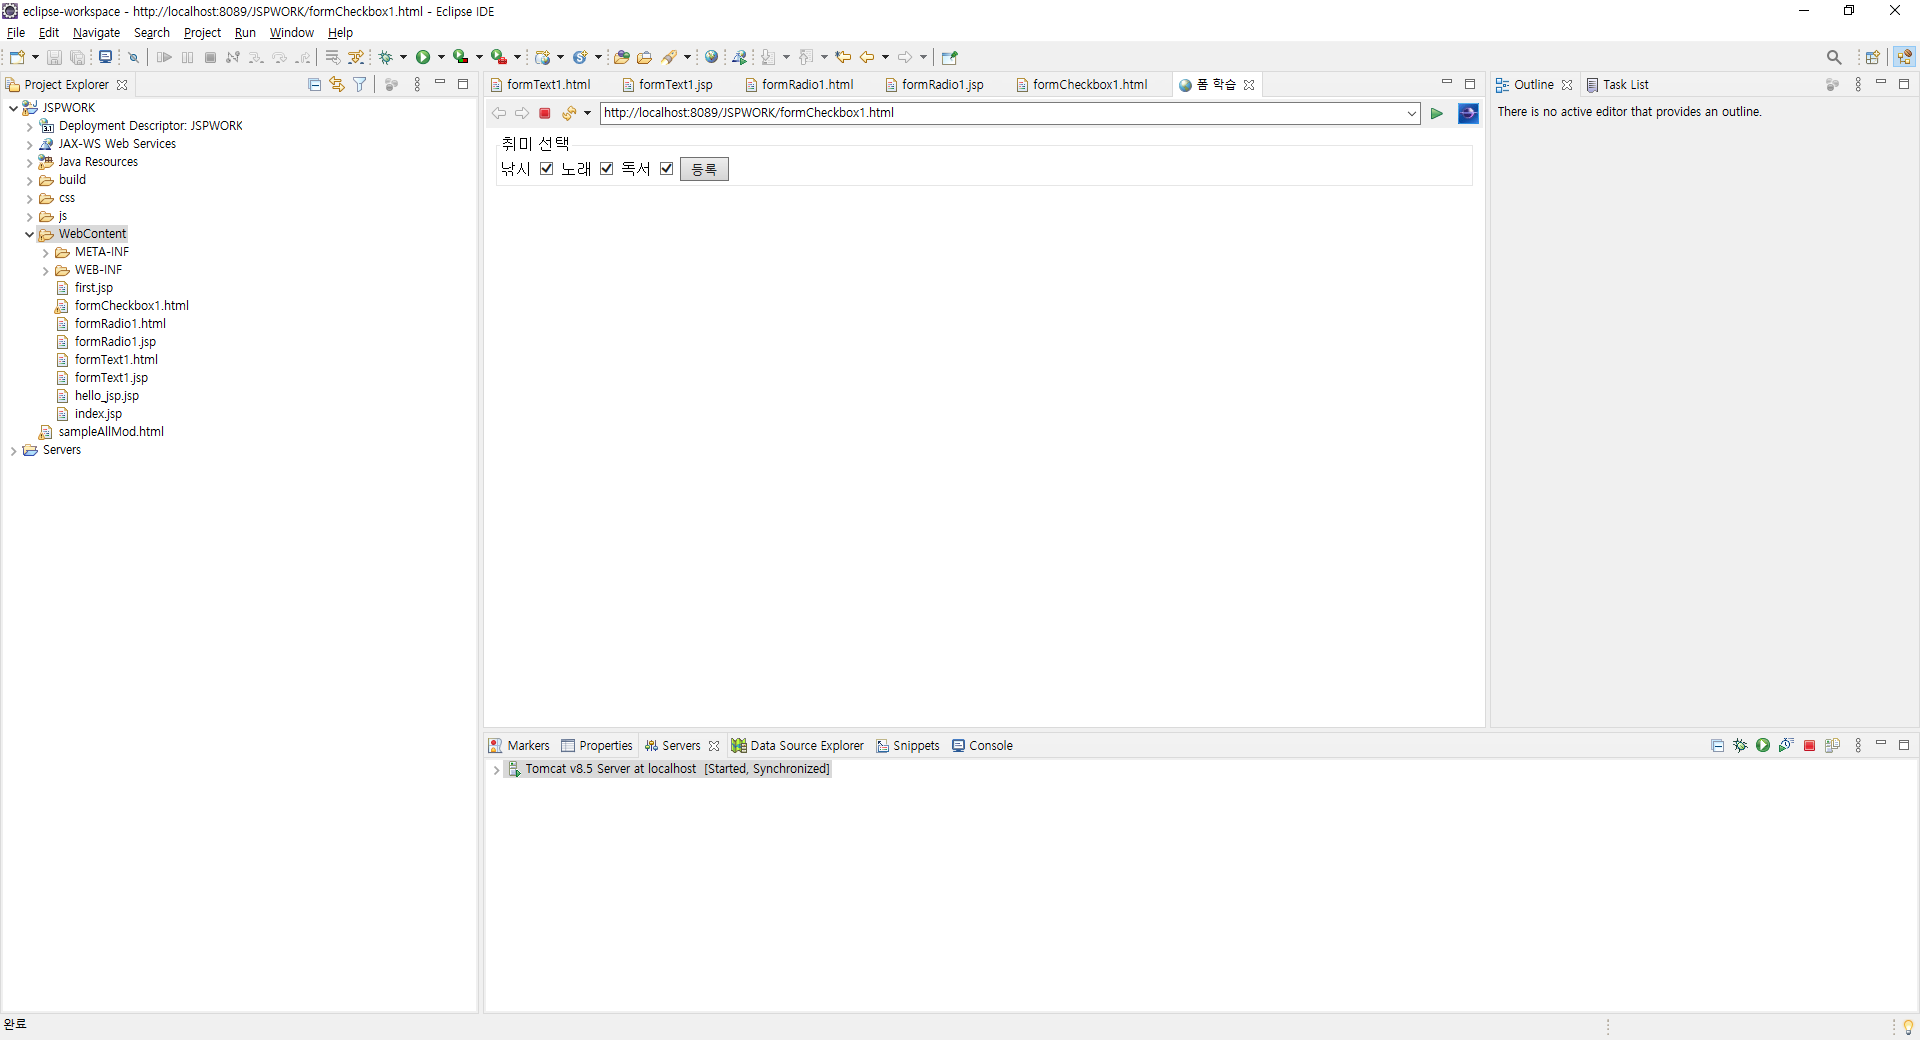 eclipse-workspace - http://localhost:8089/JSPWORK/formCheckbox1.html - Eclipse IDE
File Edit Navigate Search Project Run Window Help
Project Explorer
JSPWORK
Deployment Descriptor: JSPWORK
JAX-WS Web Services
Java Resources
build
css
js
WebContent
META-INF
WEB-INF
first.jsp
formCheckbox1.html
formRadio1.html
formRadio1.jsp
formText1.html
formText1.jsp
hello_jsp.jsp
index.jsp
sampleAllMod.html
Servers
formText1.html formText1.jsp formRadio1.html formRadio1.jsp formCheckbox1.html 폼 학습
http://localhost:8089/JSPWORK/formCheckbox1.html
취미 선택
낚시 노래 독서 등록
Outline Task List
There is no active editor that provides an outline.
Markers Properties Servers Data Source Explorer Snippets Console
Tomcat v8.5 Server at localhost [Started, Synchronized]
완료